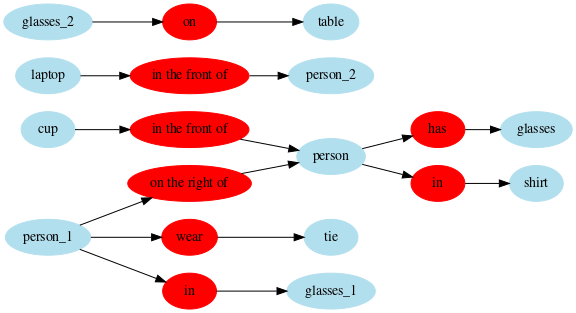 glasses_2
on
table
laptop
in the front of
person_2
cup
in the front of
person
has
glasses
on the right of
in
shirt
person_1
wear
tie
in
glasses_1